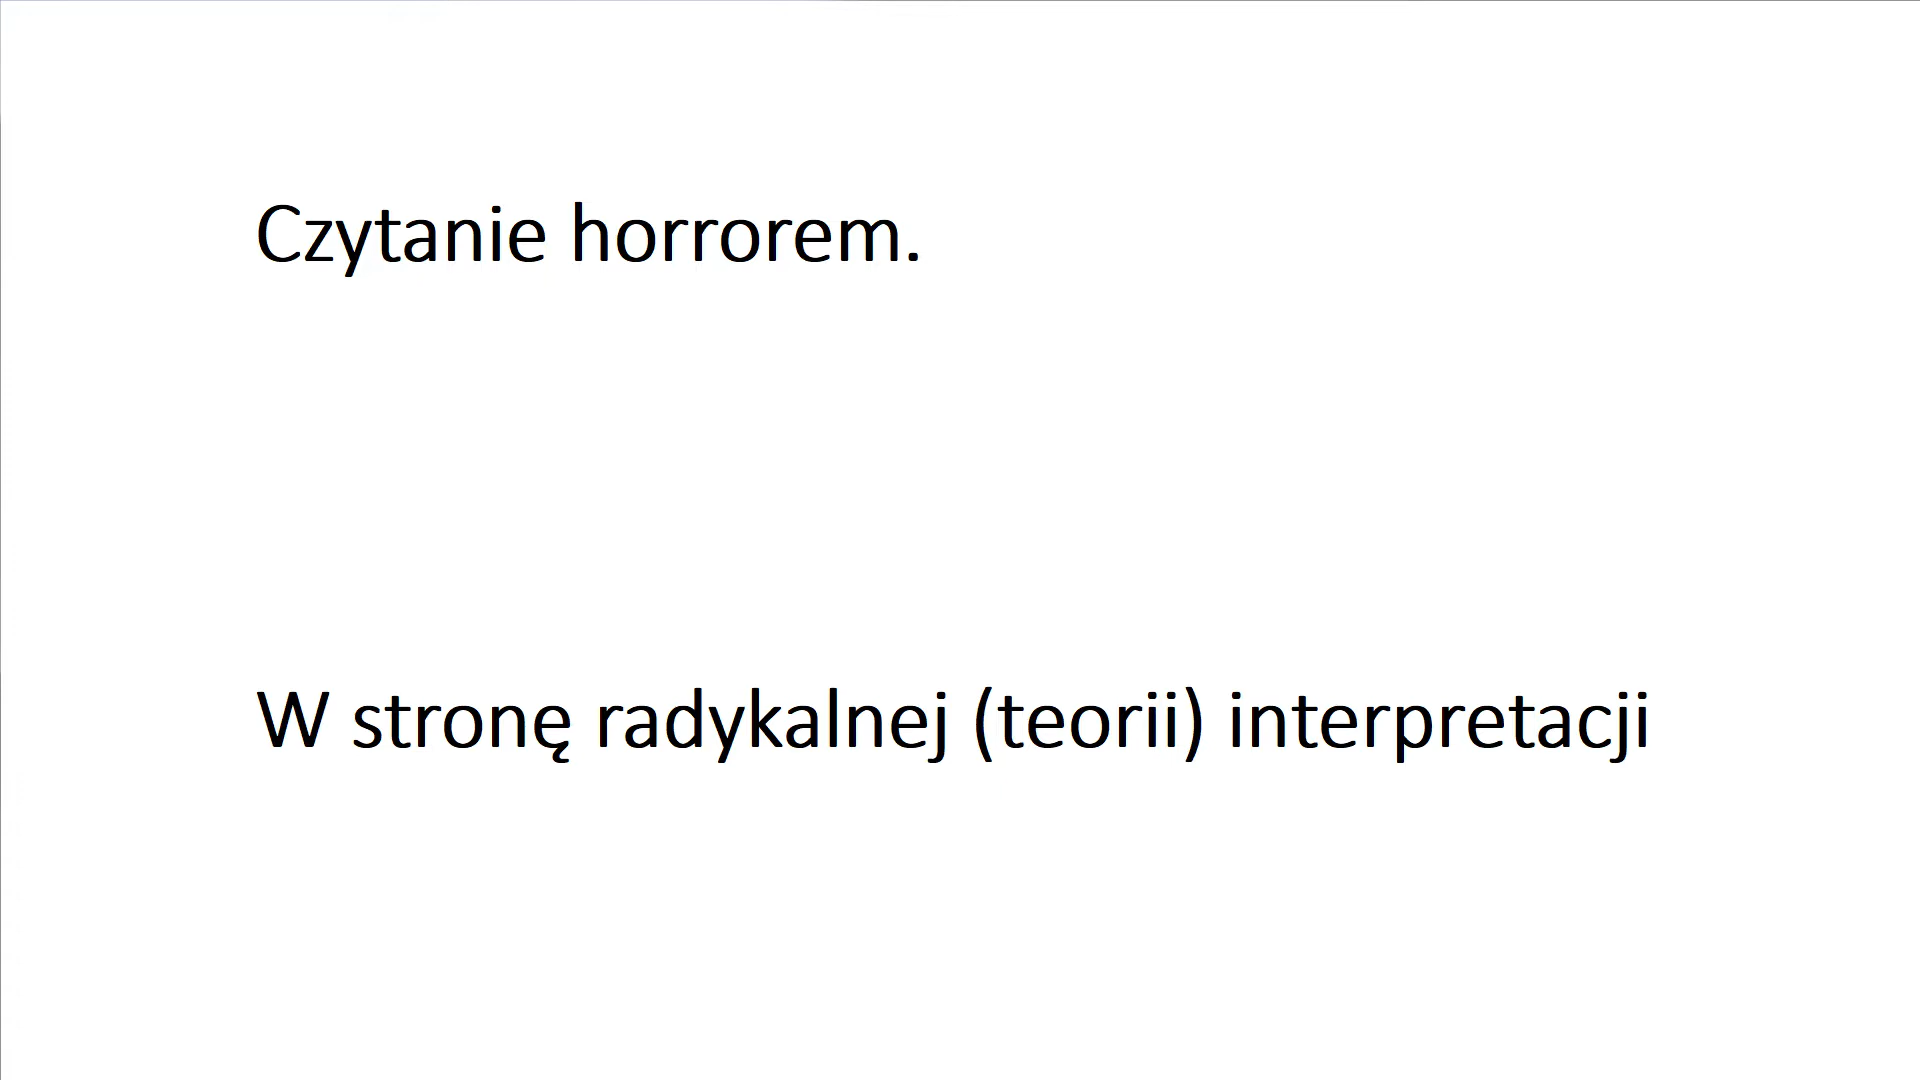 Czytanie horrorem.
W stronę radykalnej (teorii) interpretacji